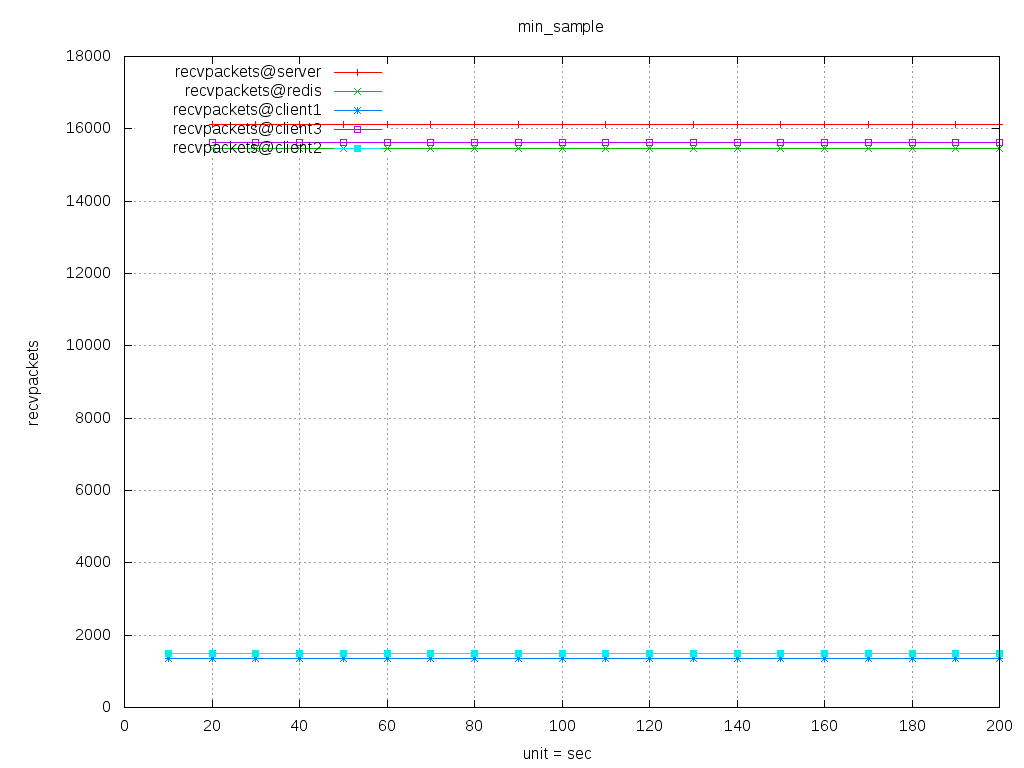 min_sample
18000
16000
14000
12000
10000
8000
6000
4000
2000
0
recvpackets
recvpackets@server
recvpackets@redis
recvpackets@client1
recvpackets@client3
recvpackets@client2
0 20 40 60 80 100 120 140 160 180 200
unit = sec